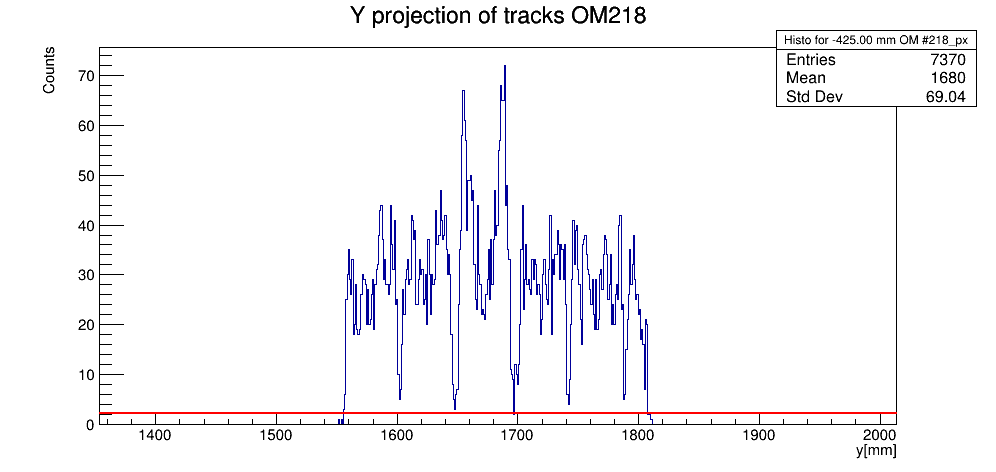 Y projection of tracks OM218
Histo for -425.00 mm OM #218_px
Entries 7370
Mean 1680
Std Dev 69.04
Counts
70
60
50
40
30
20
10
0
1400 1500 1600 1700 1800 1900 2000
y[mm]